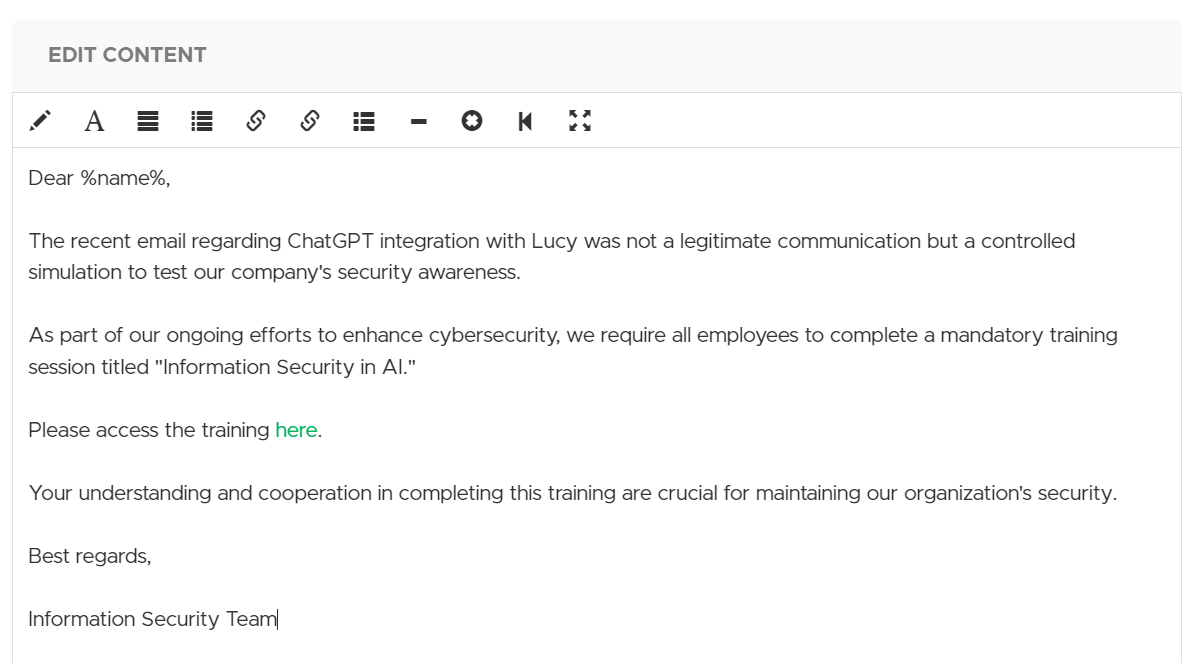 EDIT CONTENT
Dear %name%,
The recent email regarding ChatGPT integration with Lucy was not a legitimate communication but a controlled
simulation to test our company's security awareness.
As part of our ongoing efforts to enhance cybersecurity, we require all employees to complete a mandatory training
session titled "Information Security in AI."
Please access the training here.
Your understanding and cooperation in completing this training are crucial for maintaining our organization's security.
Best regards,
Information Security Team